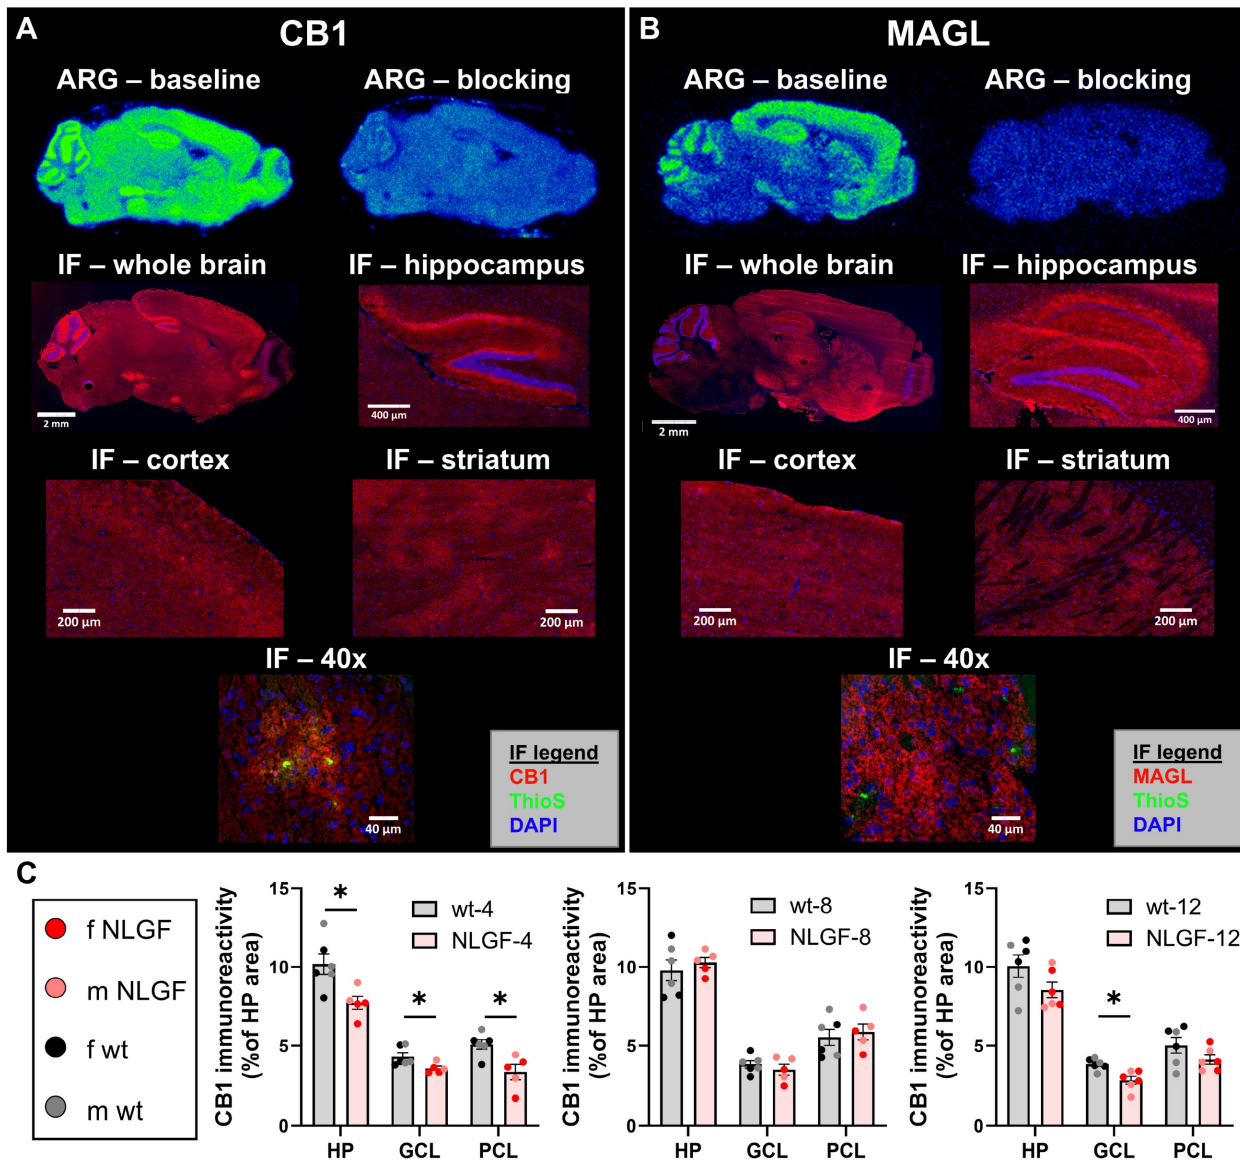 A
CB1
ARG – baseline
ARG – blocking
IF – whole brain
IF – hippocampus
2 mm
400 µm
IF – cortex
IF – striatum
200 µm
200 µm
IF – 40x
40 µm
IF legend
CB1
ThioS
DAPI
B
MAGL
ARG – baseline
ARG – blocking
IF – whole brain
IF – hippocampus
2 mm
400 µm
IF – cortex
IF – striatum
200 µm
200 µm
IF – 40x
40 µm
IF legend
MAGL
ThioS
DAPI
C
f NLGF
m NLGF
f wt
m wt
CB1 immunoreactivity
(%of HP area)
15
10
5
0
*
*
*
wt-4
NLGF-4
HP
GCL
PCL
CB1 immunoreactivity
(%of HP area)
15
10
5
0
wt-8
NLGF-8
HP
GCL
PCL
CB1 immunoreactivity
(%of HP area)
15
10
5
0
*
wt-12
NLGF-12
HP
GCL
PCL